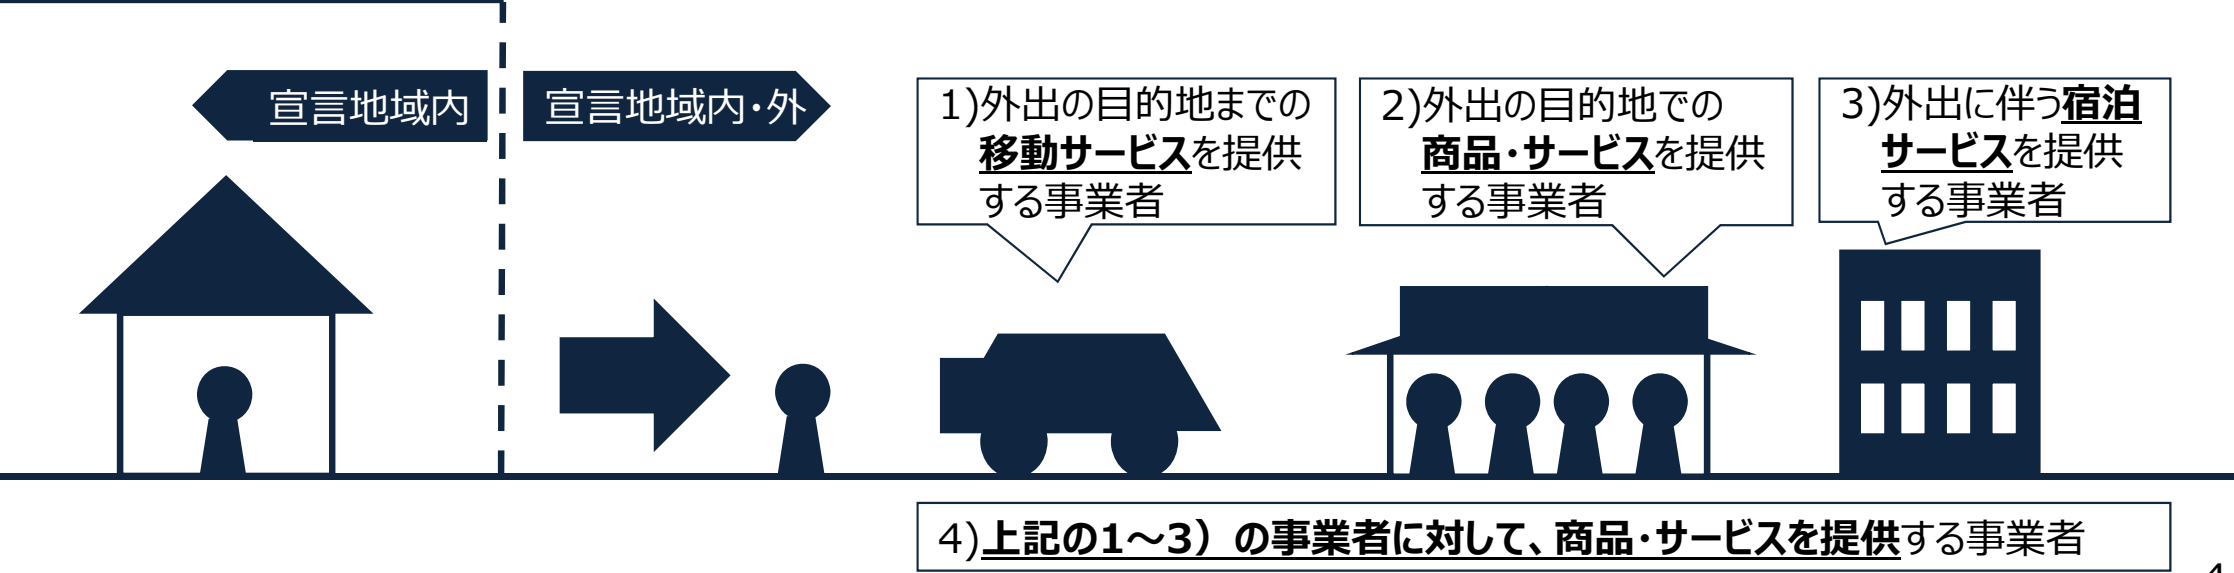 宣言地域内
宣言地域内・外
1)外出の目的地までの
移動サービスを提供
する事業者
2)外出の目的地での
商品・サービスを提供
する事業者
3)外出に伴う宿泊
サービスを提供
する事業者
4)上記の1～3）の事業者に対して、商品・サービスを提供する事業者